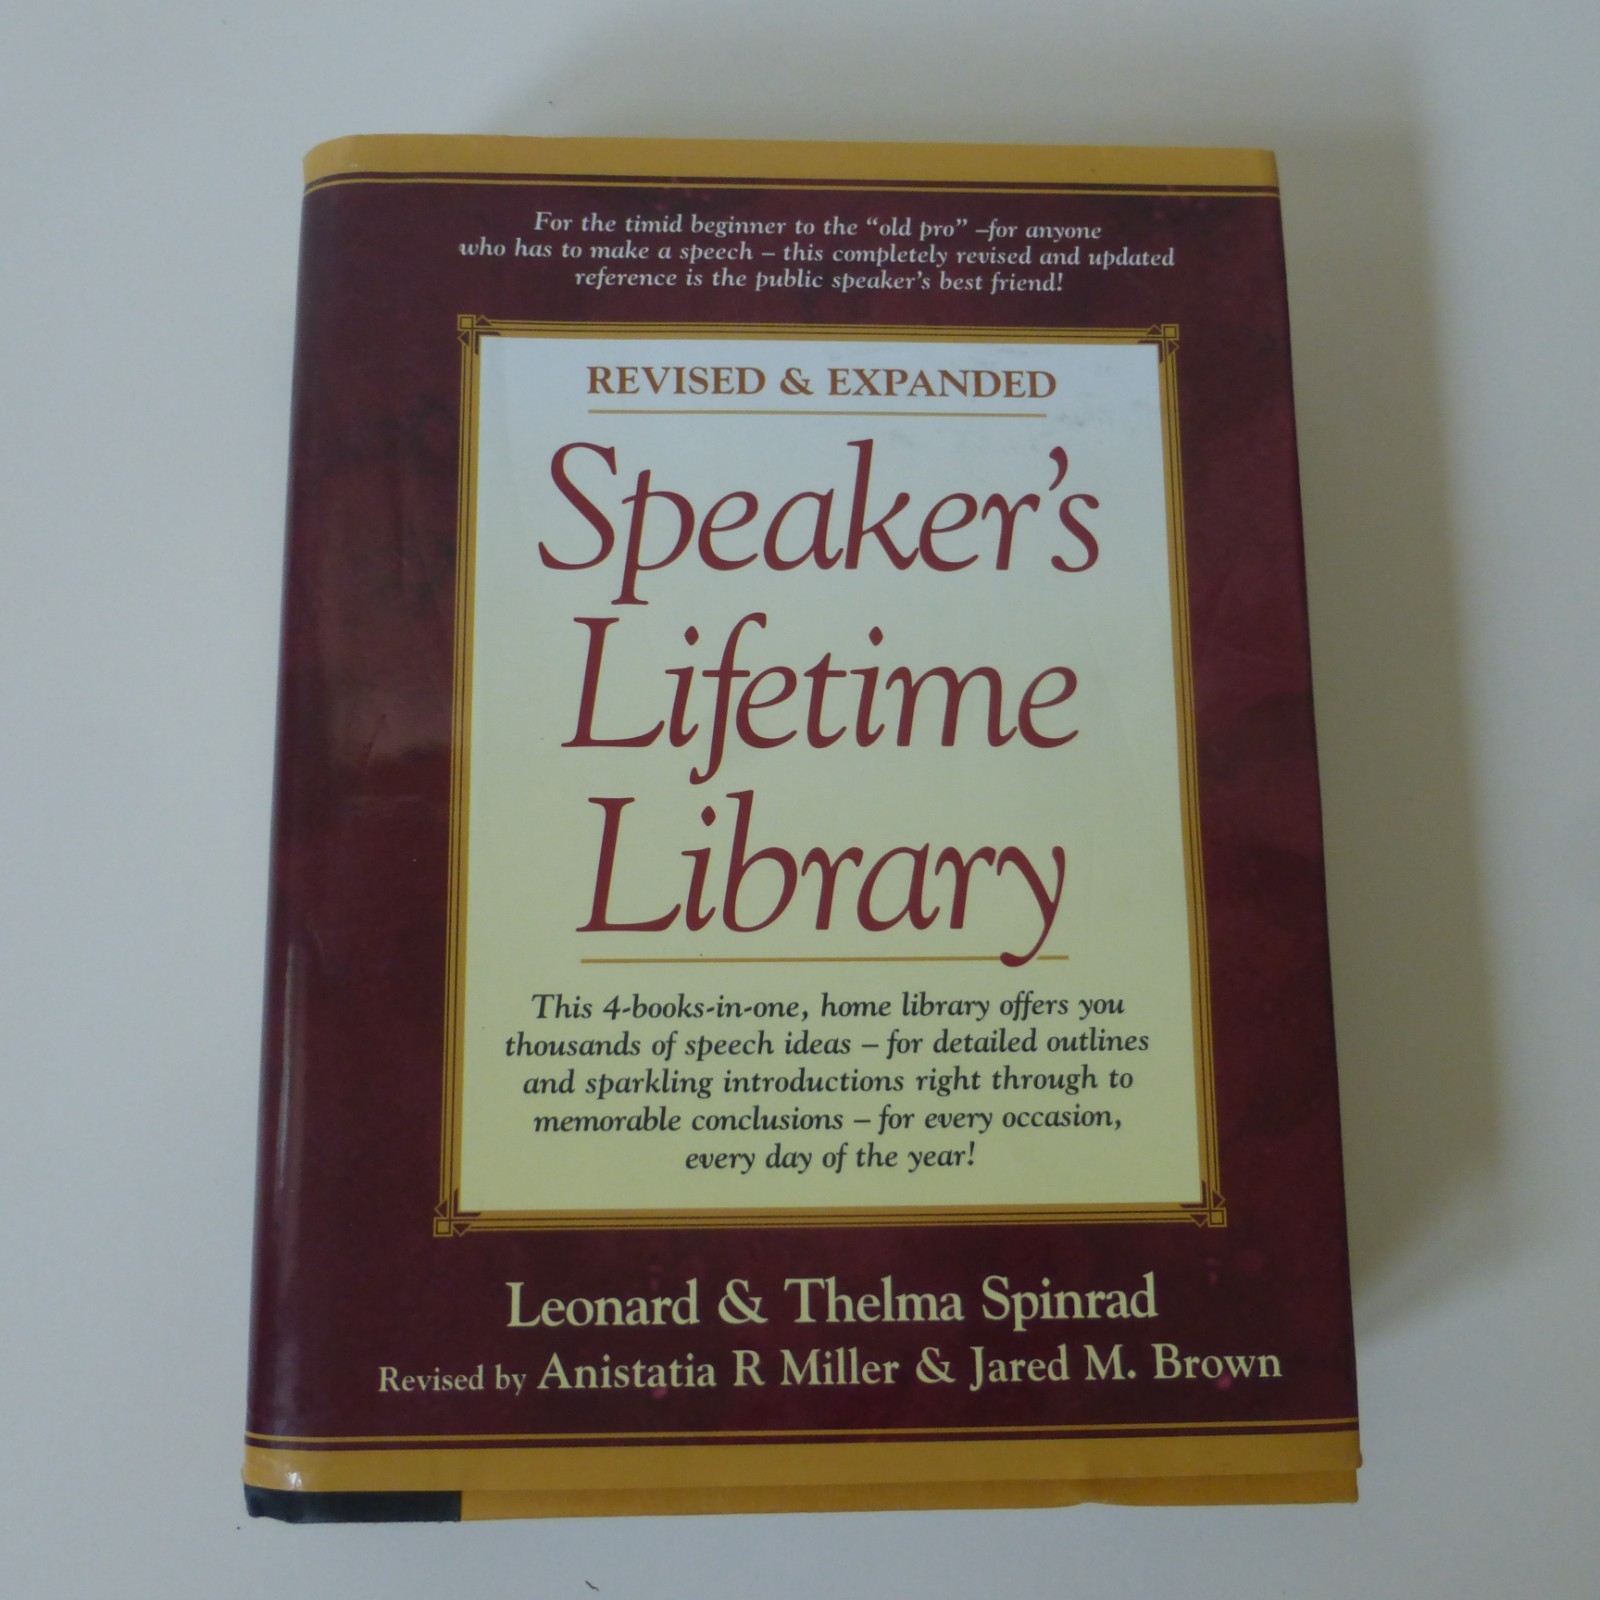 For the timid beginner to the “old pro” –for anyone
who has to make a speech – this completely revised and updated
reference is the public speaker’s best friend!
REVISED & EXPANDED
Speaker’s
Lifetime
Library
This 4-books-in-one, home library offers you
thousands of speech ideas – for detailed outlines
and sparkling introductions right through to
memorable conclusions – for every occasion,
every day of the year!
Leonard & Thelma Spinrad
Revised by Anistatia R Miller & Jared M. Brown